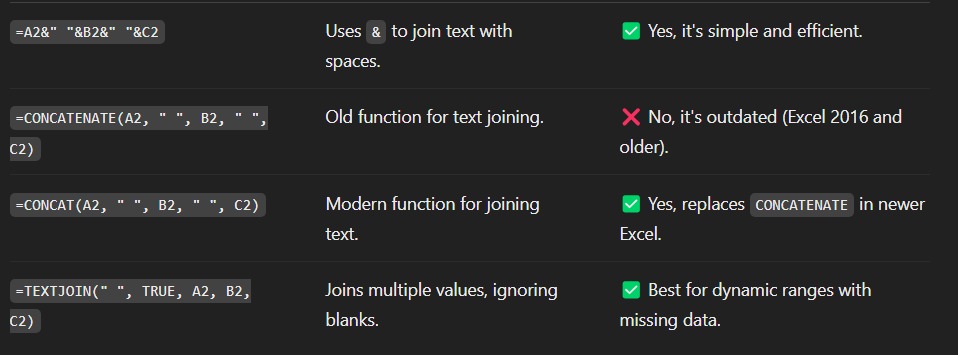 =A2&" "&B2&" "&C2
Uses & to join text with
spaces.
✅ Yes, it's simple and efficient.
=CONCATENATE(A2, " ", B2, " ",
C2)
Old function for text joining.
❌ No, it's outdated (Excel 2016 and
older).
=CONCAT(A2, " ", B2, " ", C2)
Modern function for joining
text.
✅ Yes, replaces CONCATENATE in newer
Excel.
=TEXTJOIN(" ", TRUE, A2, B2,
C2)
Joins multiple values, ignoring
blanks.
✅ Best for dynamic ranges with
missing data.